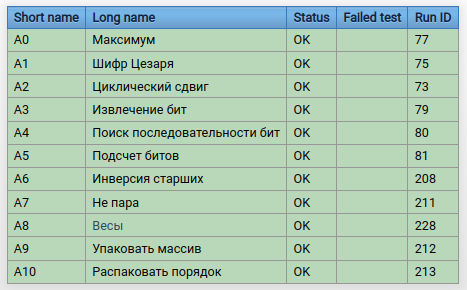 Short name Long name Status Failed test Run ID
A0 Максимум OK 77
A1 Шифр Цезаря OK 75
A2 Циклический сдвиг OK 73
A3 Извлечение бит OK 79
A4 Поиск последовательности бит OK 80
A5 Подсчет битов OK 81
A6 Инверсия старших OK 208
A7 Не пара OK 211
A8 Весы OK 228
A9 Упаковать массив OK 212
A10 Распаковать порядок OK 213